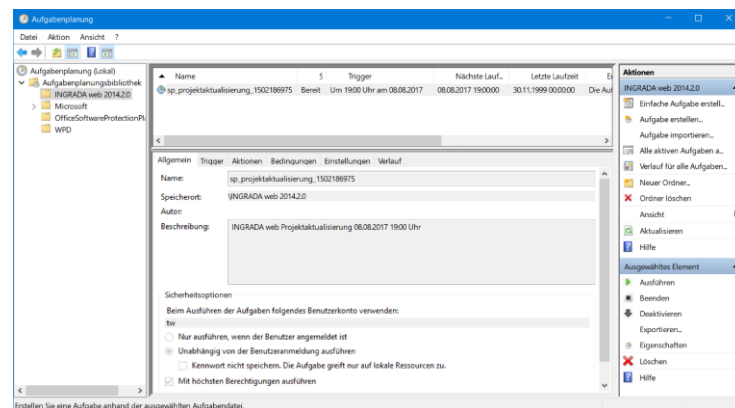 Aufgabenplanung
Datei Aktion Ansicht ?
Aufgabenplanung (Lokal)
Aufgabenplanungsbibliothek
INGRADA web 2014.2.0
Microsoft
OfficeSoftwareProtectionPl
WPD
Name S Trigger Nächste Lauf... Letzte Laufzeit Er
sp_projektaktualisierung_1502186975 Bereit Um 19:00 Uhr am 08.08.2017 08.08.2017 19:00:00 30.11.1999 00:00:00 Die Auf
Allgemein Trigger Aktionen Bedingungen Einstellungen Verlauf
Name: sp_projektaktualisierung_1502186975
Speicherort: \INGRADA web 2014.2.0
Autor:
Beschreibung: INGRADA web Projektaktualisierung 08.08.2017 19:00 Uhr
Sicherheitsoptionen
Beim Ausführen der Aufgaben folgendes Benutzerkonto verwenden:
tw
Nur ausführen, wenn der Benutzer angemeldet ist
Unabhängig von der Benutzeranmeldung ausführen
Kennwort nicht speichern. Die Aufgabe greift nur auf lokale Ressourcen zu.
Mit höchsten Berechtigungen ausführen
Aktionen
INGRADA web 2014.2.0
Einfache Aufgabe erstell...
Aufgabe erstellen...
Aufgabe importieren...
Alle aktiven Aufgaben a...
Verlauf für alle Aufgaben...
Neuer Ordner...
Ordner löschen
Ansicht
Aktualisieren
Hilfe
Ausgewähltes Element
Ausführen
Beenden
Deaktivieren
Exportieren...
Eigenschaften
Löschen
Hilfe
Erstellen Sie eine Aufgabe anhand der ausgewählten Aufgabendatei.